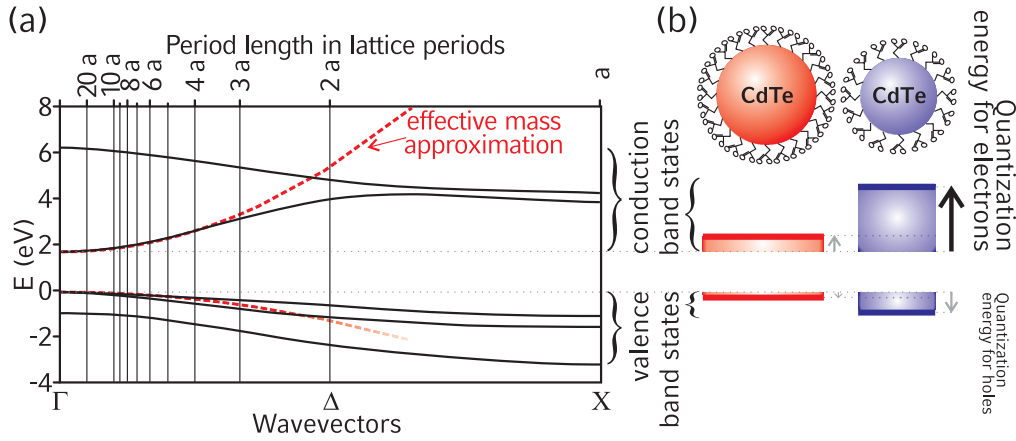 (a)
Period length in lattice periods
20 a
10 a
8 a
6 a
4 a
3 a
2 a
a
8
6
4
2
0
-2
-4
E (eV)
effective mass
approximation
Γ
Δ
X
Wavevectors
conduction
band states
valence
band states
(b)
CdTe
CdTe
Quantization
energy for electrons
Quantization
energy for holes